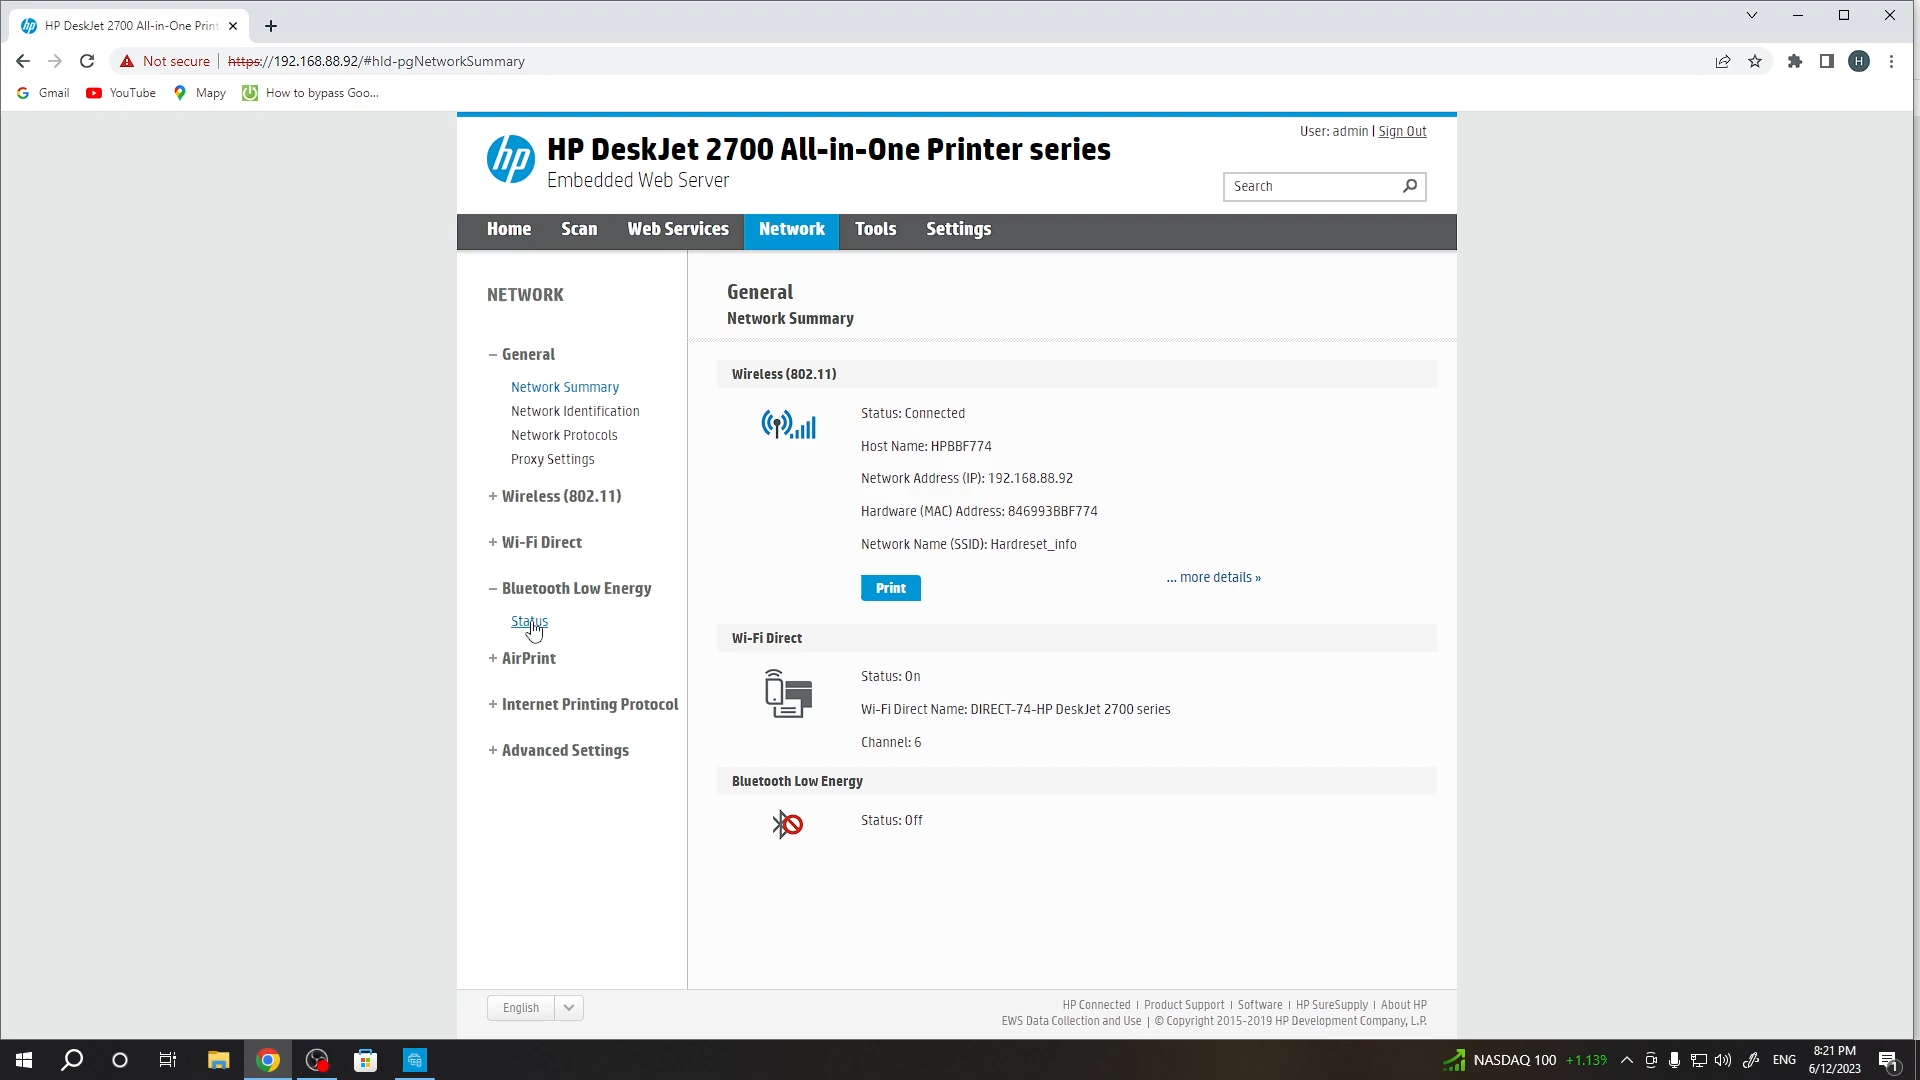 HP DeskJet 2700 All-in-One Print
Not secure | https://192.168.88.92/#hId-pgNetworkSummary
H
Gmail YouTube Mapy How to bypass Goo...
User: admin | Sign Out
hp HP DeskJet 2700 All-in-One Printer series
Embedded Web Server
Search
Home Scan Web Services Network Tools Settings
NETWORK
– General
Network Summary
Network Identification
Network Protocols
Proxy Settings
+ Wireless (802.11)
+ Wi-Fi Direct
– Bluetooth Low Energy
Status
+ AirPrint
+ Internet Printing Protocol
+ Advanced Settings
General
Network Summary
Wireless (802.11)
Status: Connected
Host Name: HPBBF774
Network Address (IP): 192.168.88.92
Hardware (MAC) Address: 846993BBF774
Network Name (SSID): Hardreset_info
... more details »
Print
Wi-Fi Direct
Status: On
Wi-Fi Direct Name: DIRECT-74-HP DeskJet 2700 series
Channel: 6
Bluetooth Low Energy
Status: Off
English
HP Connected | Product Support | Software | HP SureSupply | About HP
EWS Data Collection and Use | © Copyright 2015-2019 HP Development Company, L.P.
NASDAQ 100 +1.13%
ENG
8:21 PM
6/12/2023
1